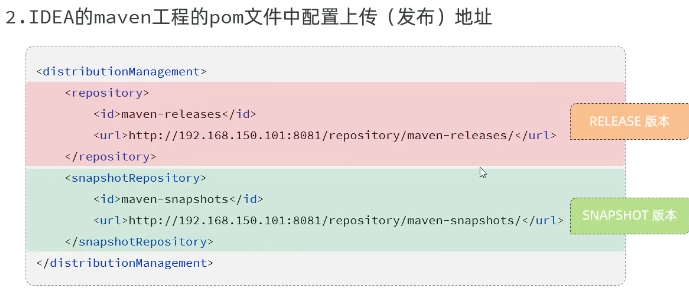 2.IDEA的maven工程的pom文件中配置上传（发布）地址
<distributionManagement>
<repository>
<id>maven-releases</id>
<url>http://192.168.150.101:8081/repository/maven-releases/</url>
RELEASE 版本
</repository>
<snapshotRepository>
<id>maven-snapshots</id>
<url>http://192.168.150.101:8081/repository/maven-snapshots/</url>
SNAPSHOT 版本
</snapshotRepository>
</distributionManagement>